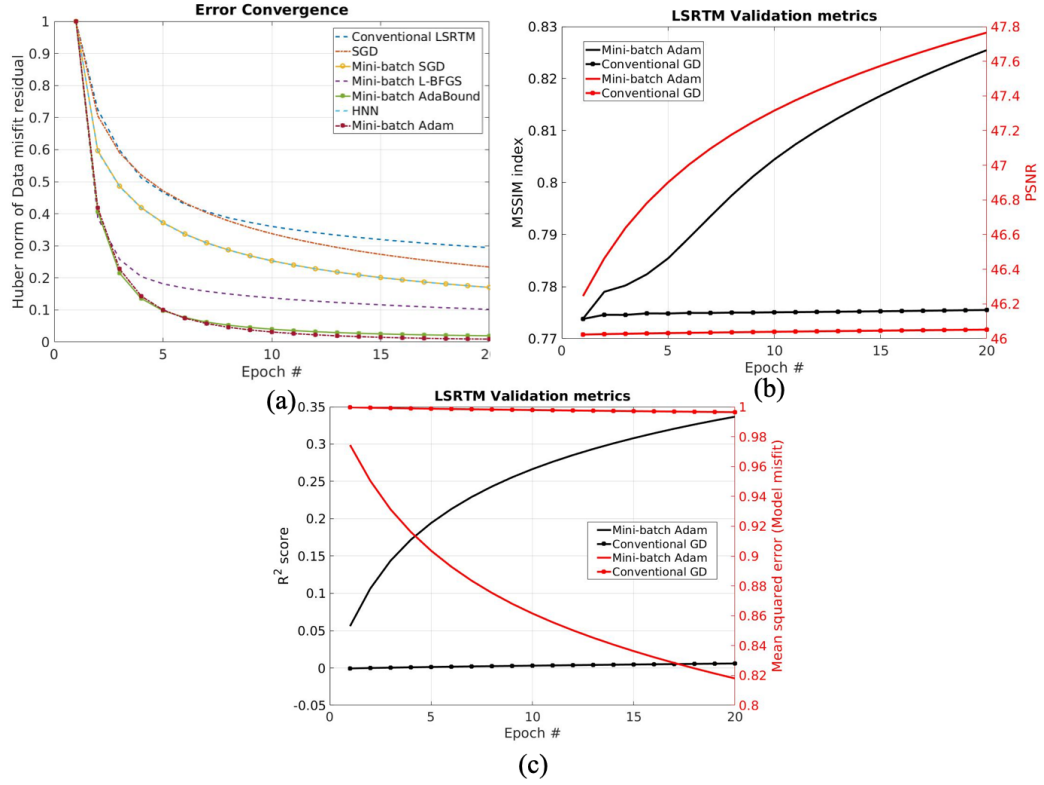 Error Convergence
1
0.9
0.8
0.7
0.6
0.5
0.4
0.3
0.2
0.1
0
Huber norm of Data misfit residual
Conventional LSRTM
SGD
Mini-batch SGD
Mini-batch L-BFGS
Mini-batch AdaBound
HNN
Mini-batch Adam
0 5 10 15 20
Epoch #
(a)
LSRTM Validation metrics
0.83
0.82
0.81
0.8
0.79
0.78
0.77
MSSIM index
Mini-batch Adam
Conventional GD
Mini-batch Adam
Conventional GD
47.8
47.6
47.4
47.2
47
46.8
46.6
46.4
46.2
46
PSNR
0 5 10 15 20
Epoch #
(b)
LSRTM Validation metrics
0.35
0.3
0.25
0.2
0.15
0.1
0.05
0
-0.05
R² score
Mini-batch Adam
Conventional GD
Mini-batch Adam
Conventional GD
1
0.98
0.96
0.94
0.92
0.9
0.88
0.86
0.84
0.82
0.8
Mean squared error (Model misfit)
0 5 10 15 20
Epoch #
(c)